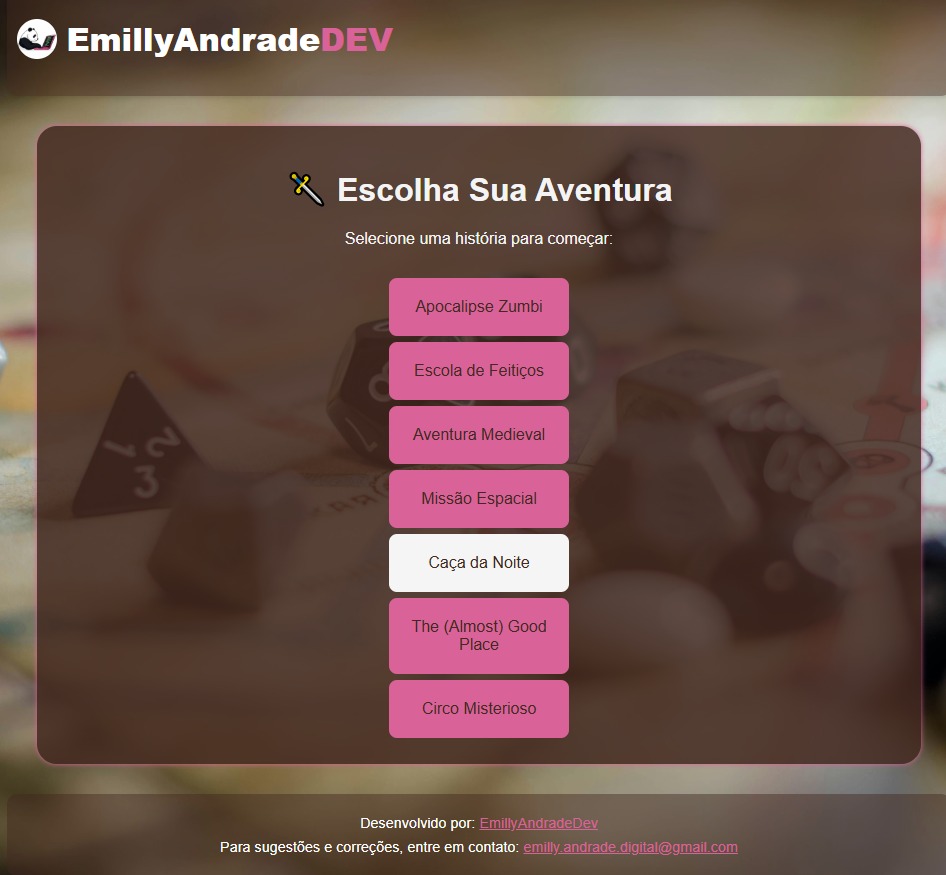 EmillyAndradeDEV
Escolha Sua Aventura
Selecione uma história para começar:
Apocalipse Zumbi
Escola de Feitiços
Aventura Medieval
Missão Espacial
Caça da Noite
The (Almost) Good
Place
Circo Misterioso
Desenvolvido por: EmillyAndradeDev
Para sugestões e correções, entre em contato: emilly.andrade.digital@gmail.com